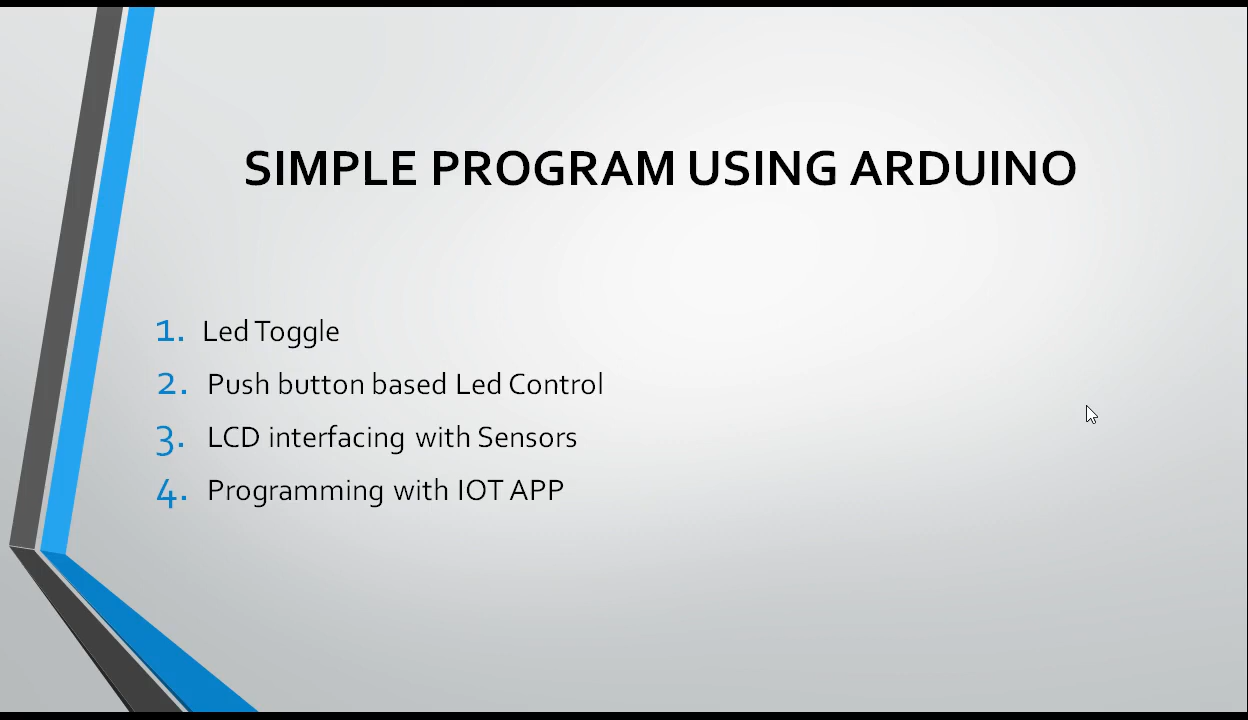 SIMPLE PROGRAM USING ARDUINO
1. Led Toggle
2. Push button based Led Control
3. LCD interfacing with Sensors
4. Programming with IOT APP